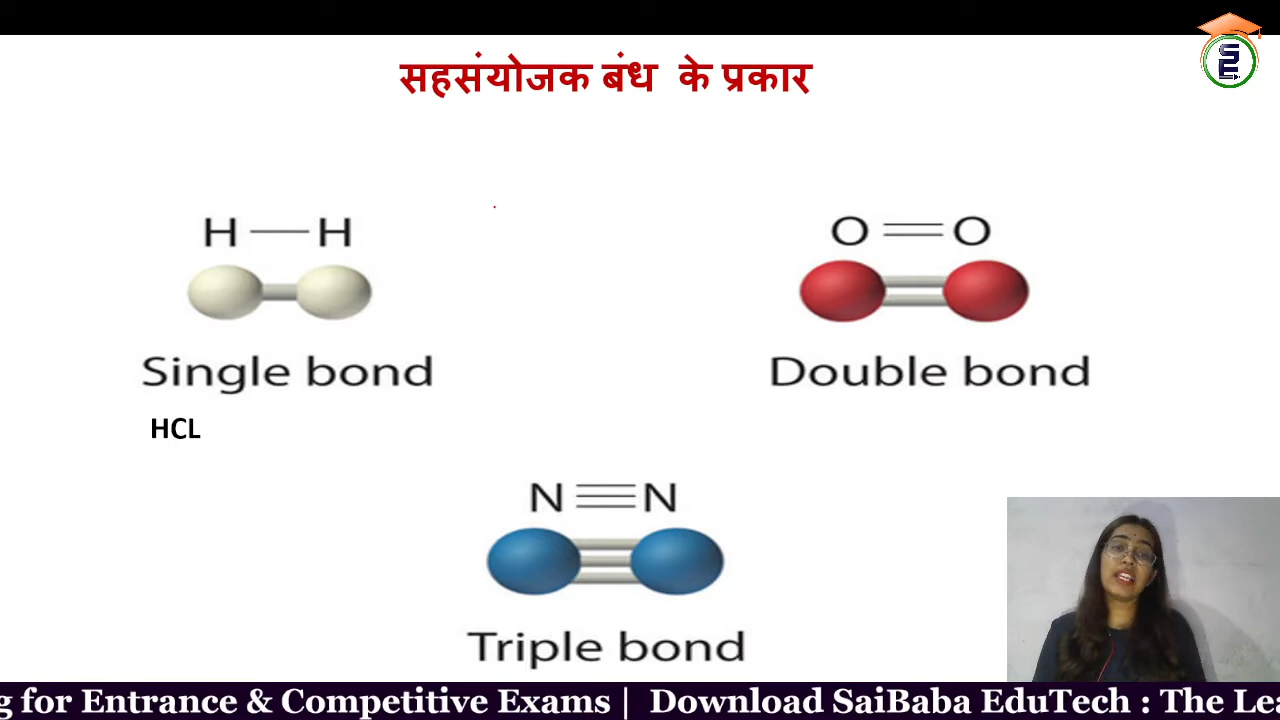 सहसंयोजक बंध के प्रकार
H — H
O = O
Single bond
Double bond
HCL
N ≡ N
Triple bond
g for Entrance & Competitive Exams | Download SaiBaba EduTech : The Lea